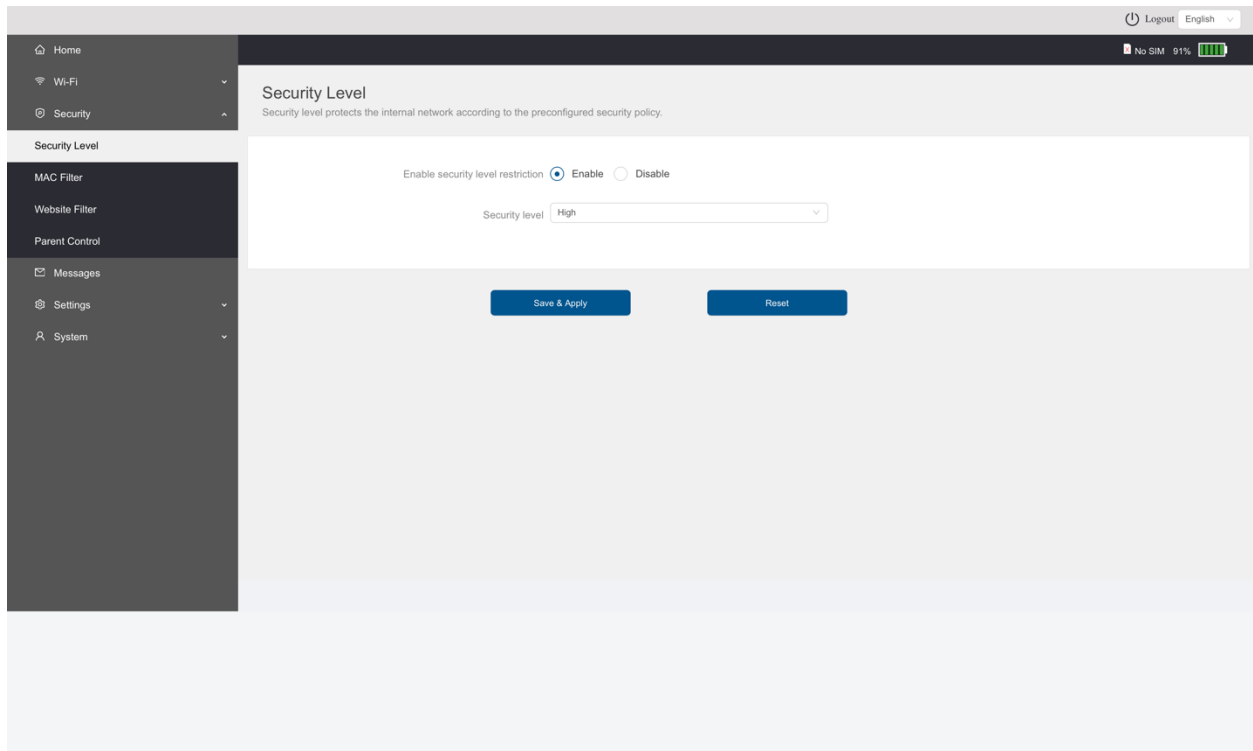 Logout English
Home
No SIM 91%
Wi-Fi
Security
Security Level
MAC Filter
Website Filter
Parent Control
Messages
Settings
System
Security Level
Security level protects the internal network according to the preconfigured security policy.
Enable security level restriction Enable Disable
Security level High
Save & Apply Reset